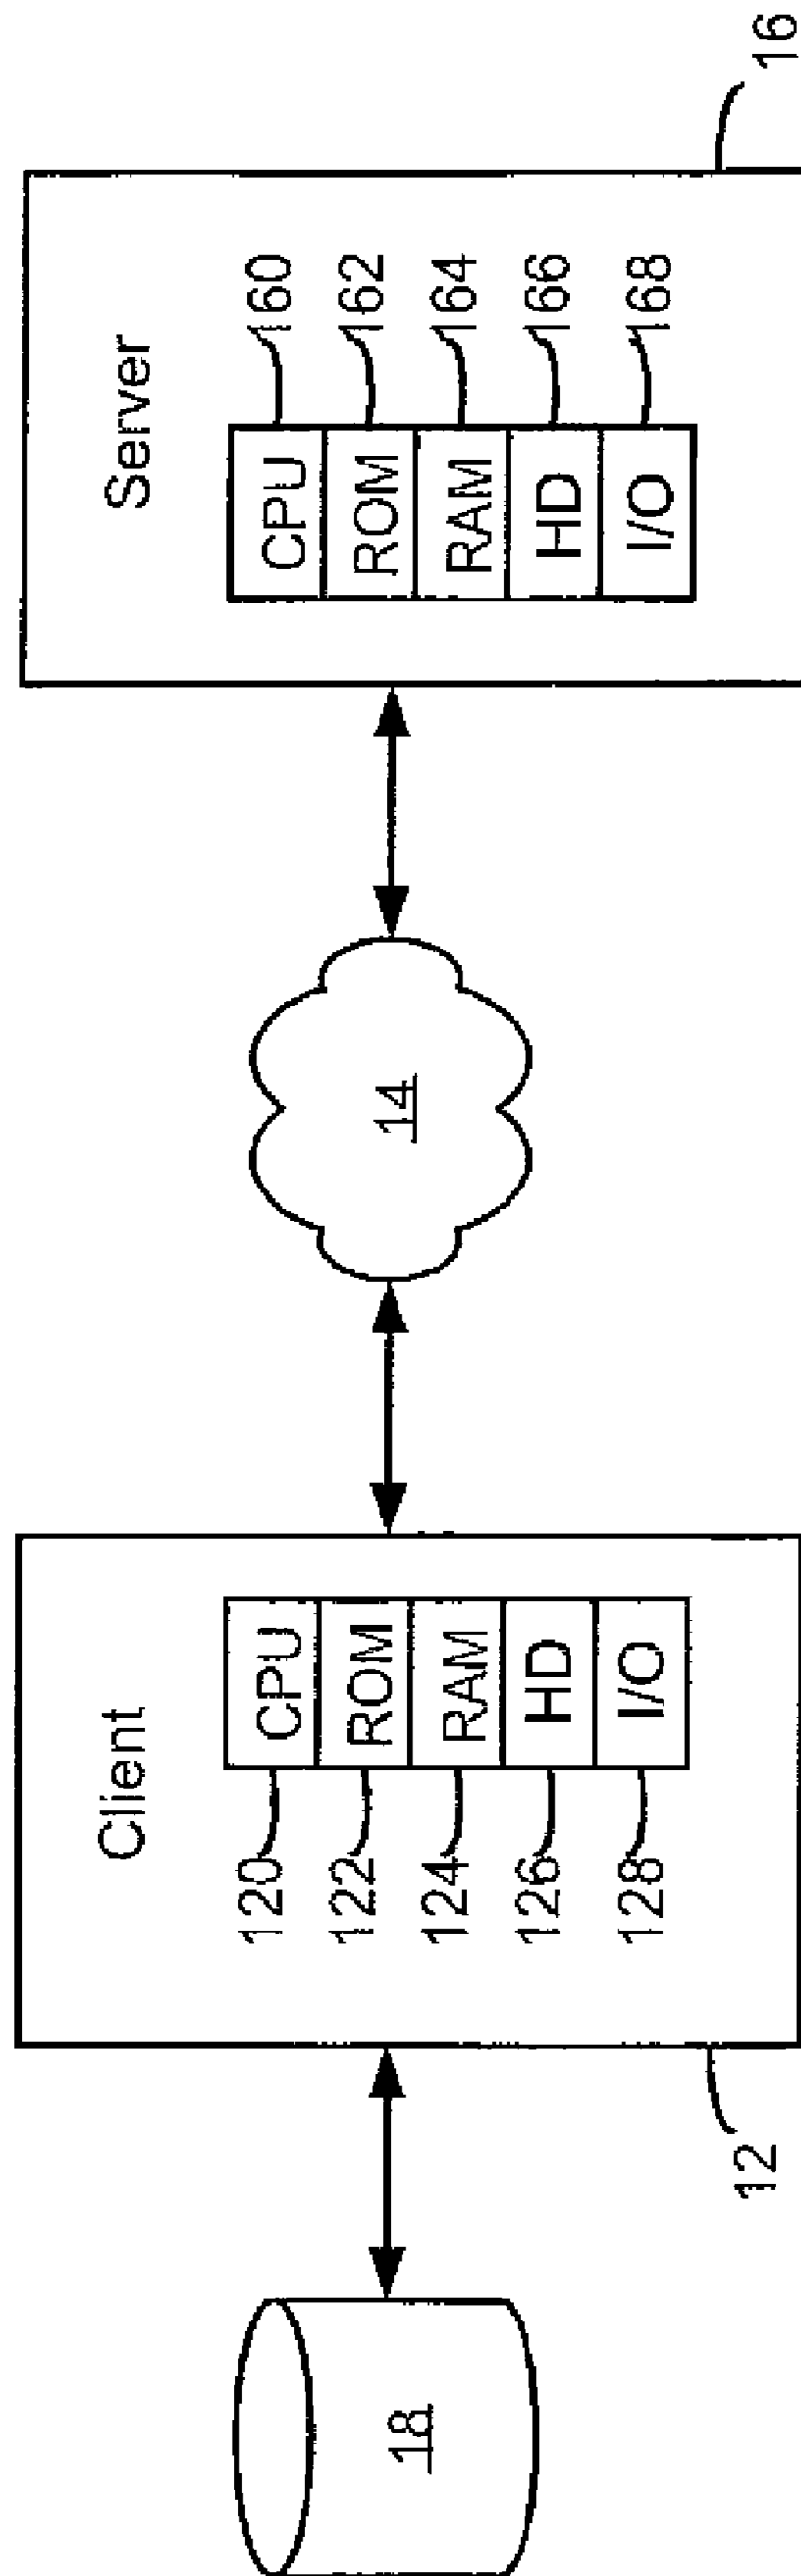 18
12
Client
120 CPU
122 ROM
124 RAM
126 HD
128 I/O
14
Server
CPU 160
ROM 162
RAM 164
HD 166
I/O 168
16